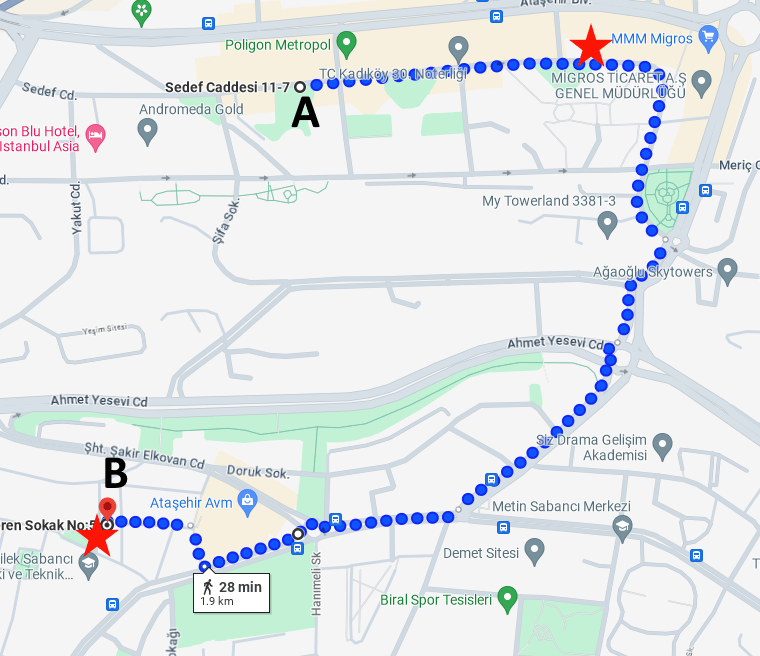 Ataşehir Blv.
MMM Migros
Poligon Metropol
TC Kadıköy 30. Noterliği
Sedef Caddesi 11-7
MİGROS TİCARET A.Ş
GENEL MÜDÜRLÜĞÜ
A
Sedef Cd.
Andromeda Gold
son Blu Hotel,
Istanbul Asia
Meriç C
d.
Yakut Cd.
Şifa Sok.
My Towerland 3381-3
Ağaoğlu Skytowers
Yeşim Sitesi
Ahmet Yesevi Cd
Ahmet Yesevi Cd
Siz Drama Gelişim
Akademisi
Şht. Şakir Elkovan Cd
B
Doruk Sok.
Ataşehir Avm
Metin Sabancı Merkezi
eren Sokak No:5
Demet Sitesi
ilek Sabancı
ki ve Teknik...
28 min
1.9 km
Hanımeli Sk
Biral Spor Tesisleri
okağı